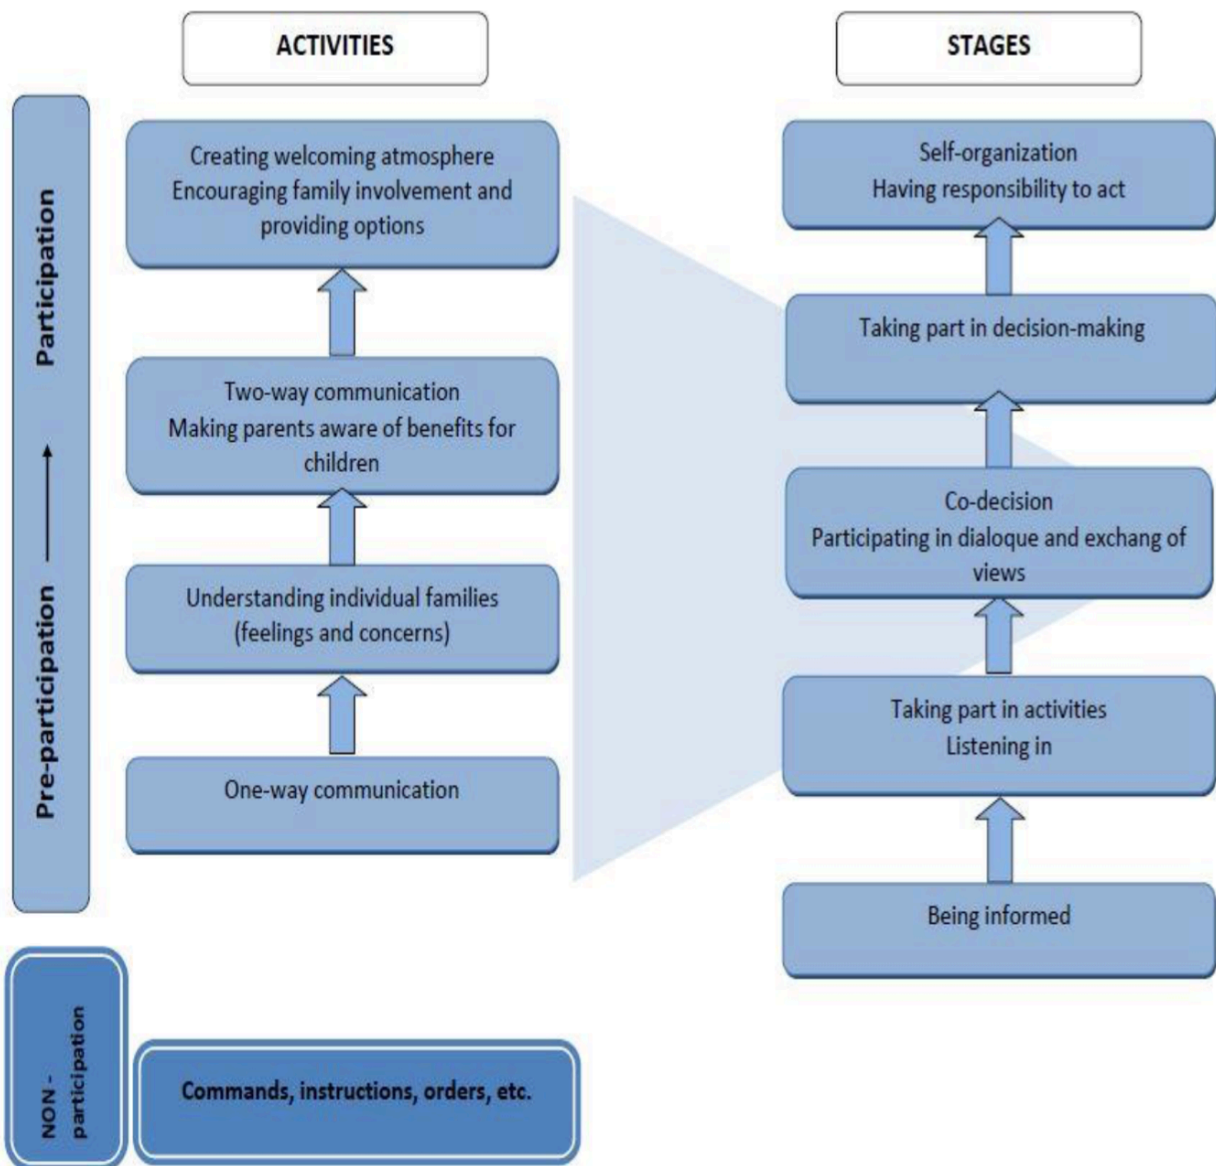 ACTIVITIES
STAGES
Participation
Pre-participation
Creating welcoming atmosphere
Encouraging family involvement and
providing options
Two-way communication
Making parents aware of benefits for
children
Understanding individual families
(feelings and concerns)
One-way communication
Self-organization
Having responsibility to act
Taking part in decision-making
Co-decision
Participating in dialoque and exchang of
views
Taking part in activities
Listening in
Being informed
NON -
participation
Commands, instructions, orders, etc.